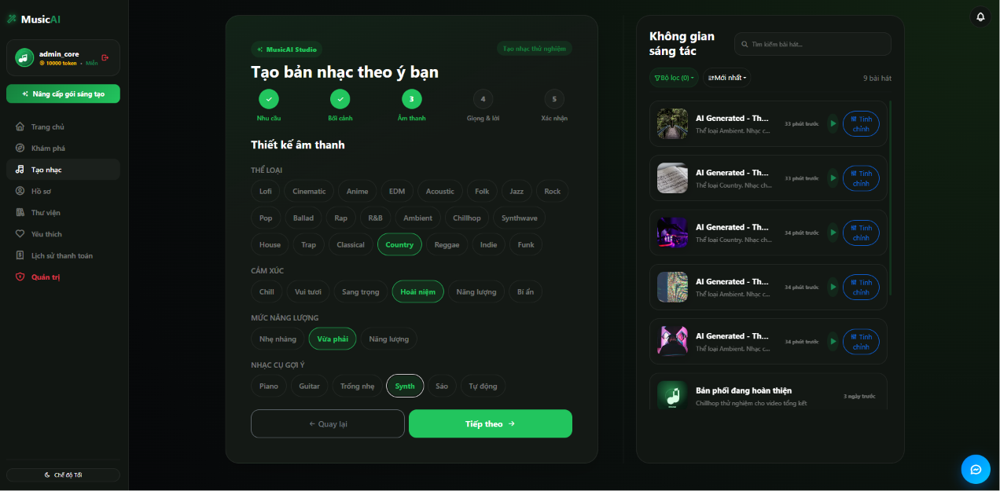 MusicAI
admin_core
10000 token • Miễn
Nâng cấp gói sáng tạo
Trang chủ
Khám phá
Tạo nhạc
Hồ sơ
Thư viện
Yêu thích
Lịch sử thanh toán
Quản trị
Chế độ Tối
MusicAI Studio
Tạo nhạc thử nghiệm
Tạo bản nhạc theo ý bạn
3 4 5
Nhu cầu Bối cảnh Âm thanh Giọng & lời Xác nhận
Thiết kế âm thanh
THỂ LOẠI
Lofi Cinematic Anime EDM Acoustic Folk Jazz Rock
Pop Ballad Rap R&B Ambient Chillhop Synthwave
House Trap Classical Country Reggae Indie Funk
CẢM XÚC
Chill Vui tươi Sang trọng Hoài niệm Năng lượng Bí ẩn
MỨC NĂNG LƯỢNG
Nhẹ nhàng Vừa phải Năng lượng
NHẠC CỤ GỢI Ý
Piano Guitar Trống nhẹ Synth Sáo Tự động
← Quay lại
Tiếp theo →
Không gian
sáng tác
Tìm kiếm bài hát...
Bộ lọc (0)
Mới nhất
9 bài hát
AI Generated - Th...
Thể loại Ambient. Nhạc c...
33 phút trước
Tinh
chỉnh
AI Generated - Th...
Thể loại Country. Nhạc ch...
33 phút trước
Tinh
chỉnh
AI Generated - Th...
Thể loại Country. Nhạc ch...
34 phút trước
Tinh
chỉnh
AI Generated - Th...
Thể loại Ambient. Nhạc c...
34 phút trước
Tinh
chỉnh
AI Generated - Th...
Thể loại Ambient. Nhạc c...
34 phút trước
Tinh
chỉnh
Bản phối đang hoàn thiện
Chillhop thử nghiệm cho video tổng kết
3 ngày trước